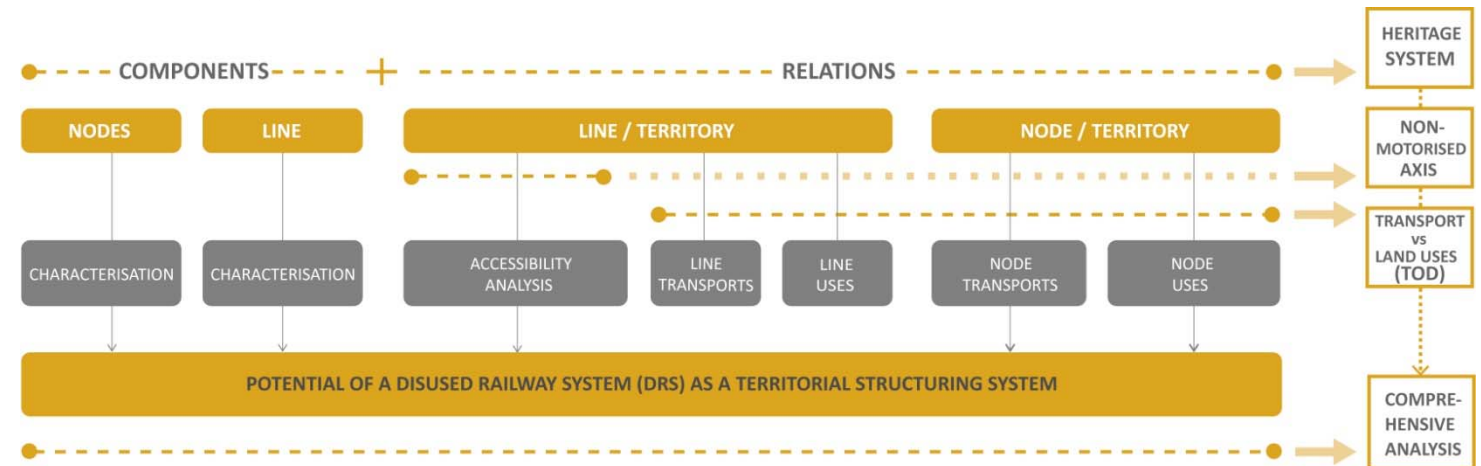 COMPONENTS
RELATIONS
HERITAGE
SYSTEM
NODES
LINE
LINE / TERRITORY
NODE / TERRITORY
NON-
MOTORISED
AXIS
TRANSPORT
vs
LAND USES
(TOD)
CHARACTERISATION
CHARACTERISATION
ACCESSIBILITY
ANALYSIS
LINE
TRANSPORTS
LINE
USES
NODE
TRANSPORTS
NODE
USES
POTENTIAL OF A DISUSED RAILWAY SYSTEM (DRS) AS A TERRITORIAL STRUCTURING SYSTEM
COMPRE-
HENSIVE
ANALYSIS